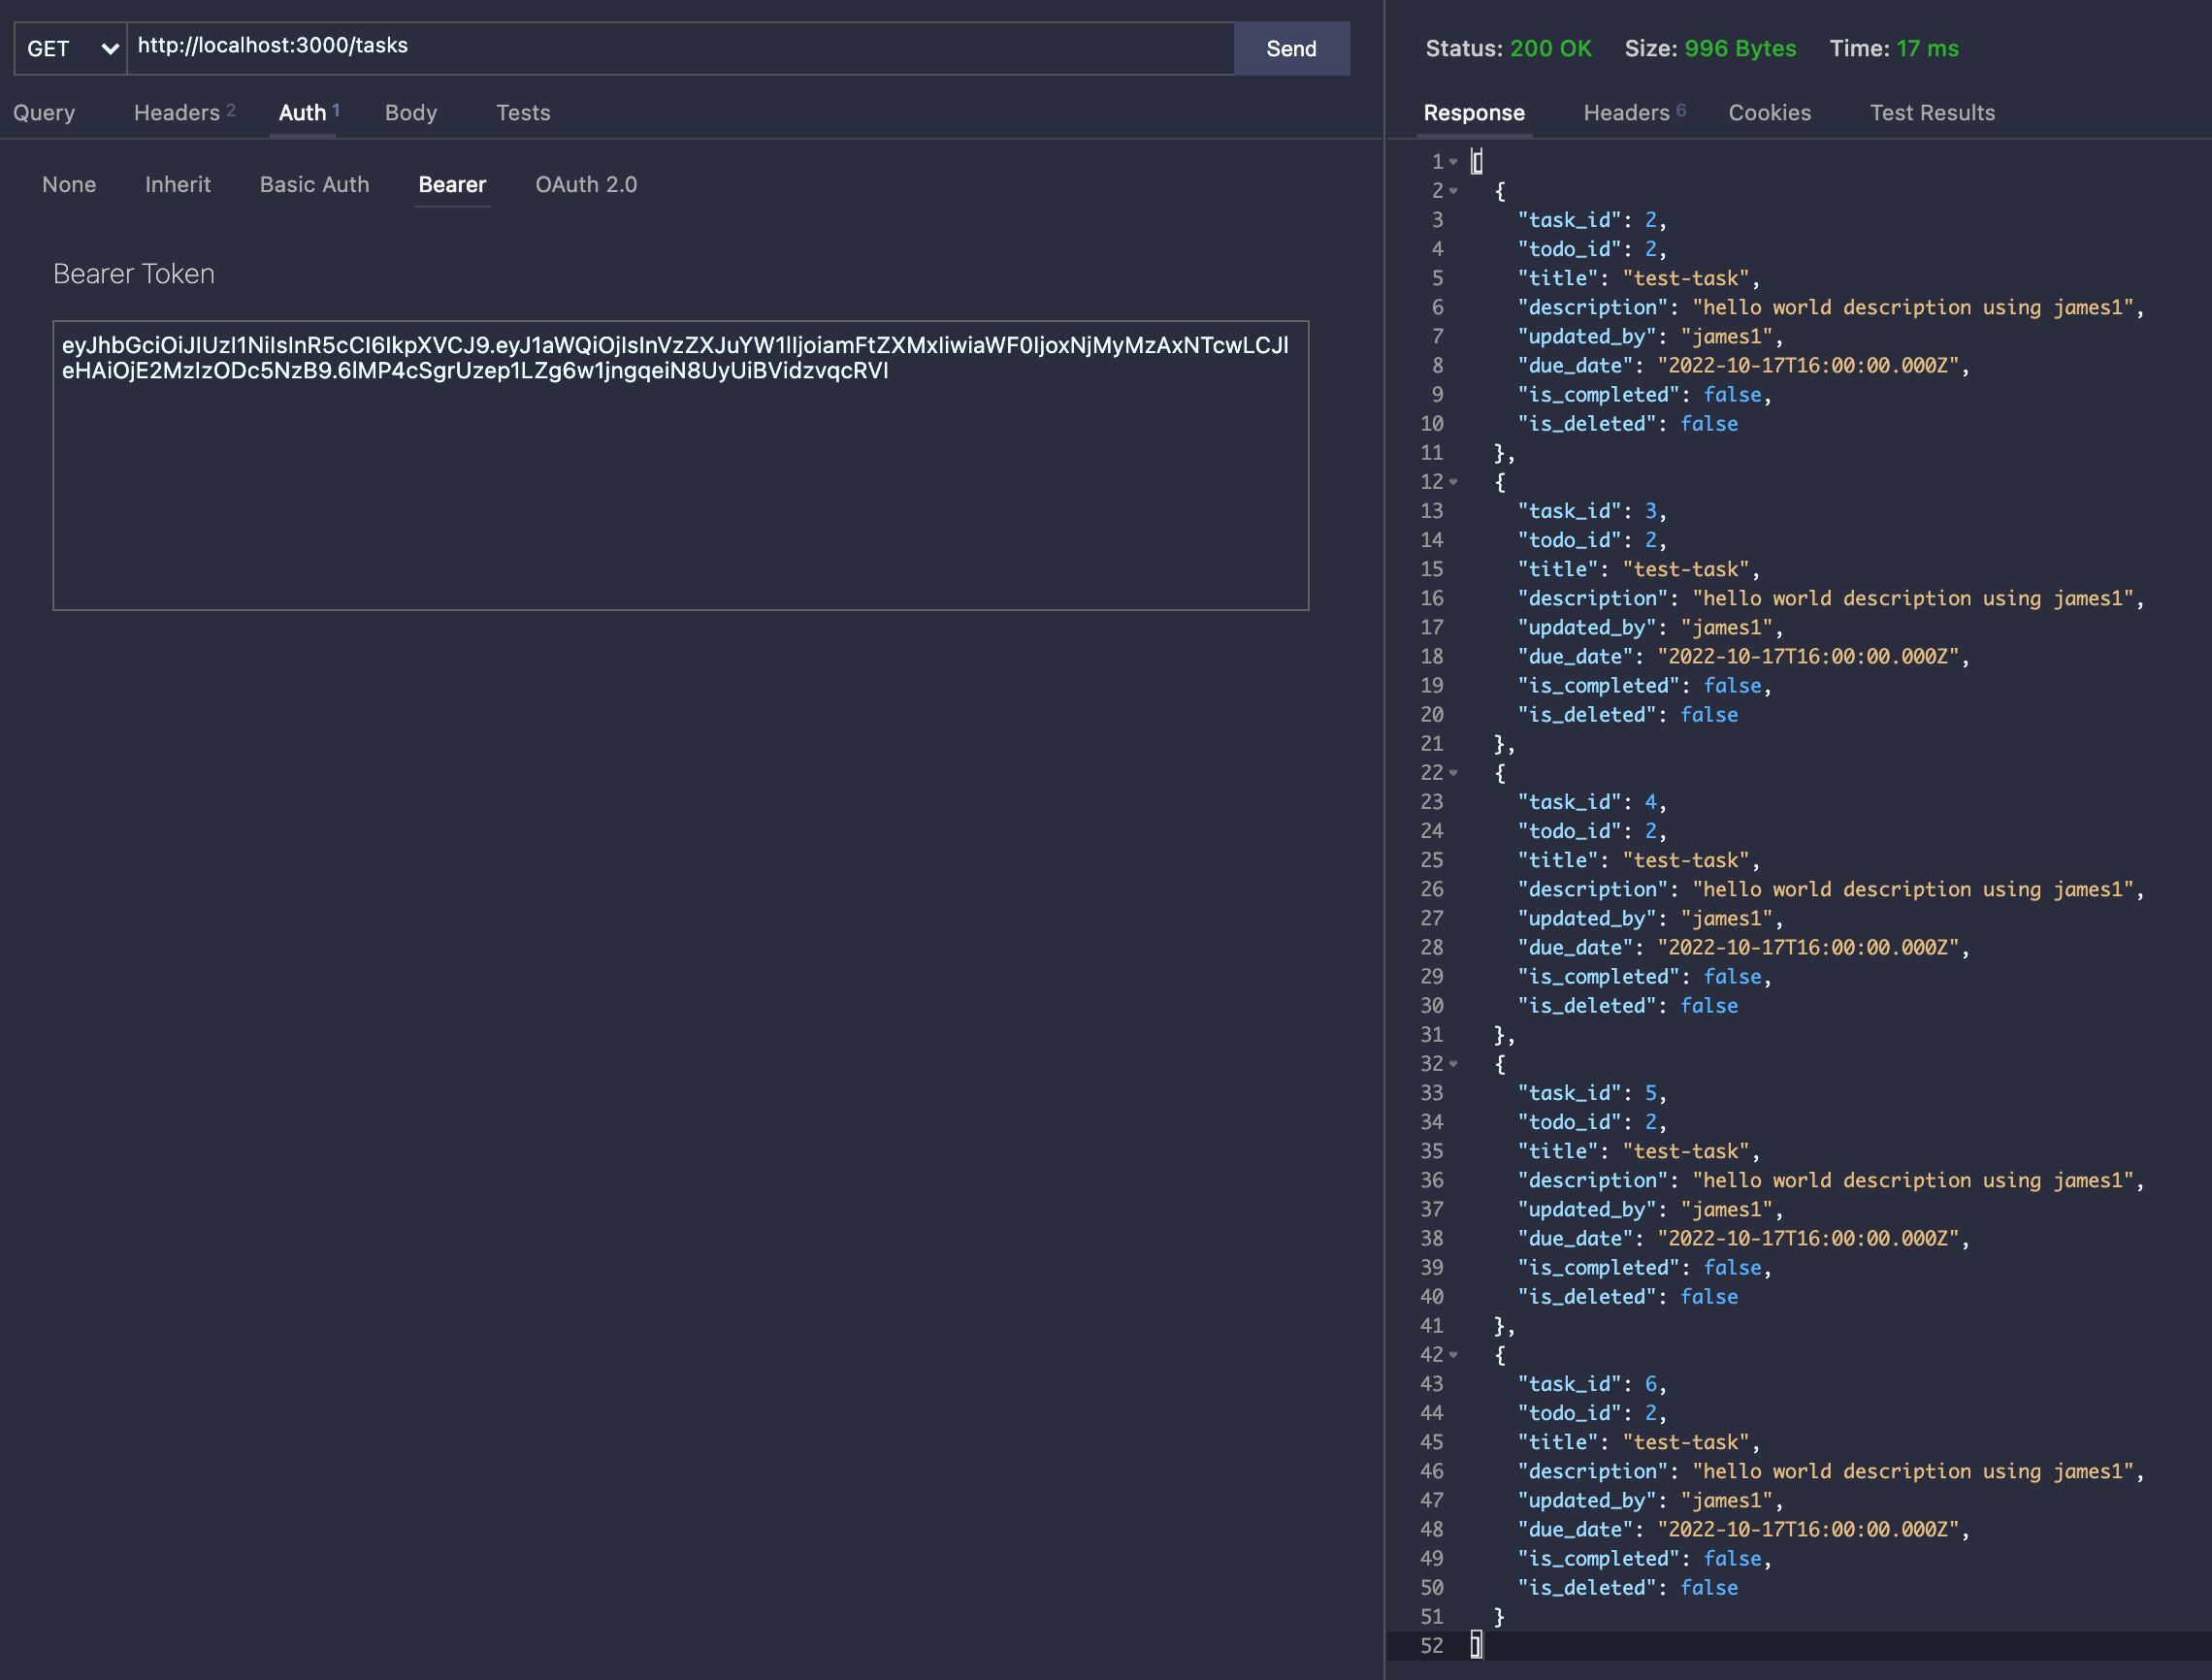 GET
http://localhost:3000/tasks
Send
Query Headers 2 Auth 1 Body Tests
None Inherit Basic Auth Bearer OAuth 2.0
Bearer Token
eyJhbGciOiJIUzI1NiIsInR5cCI6IkpXVCJ9.eyJ1aWQiOjIsInVzZXJuYW1lIjoiamFtZXMxIiwiaWF0IjoxNjMyMzAxNTcwLCJl
eHAiOjE2MzIzODc5NzB9.6IMP4cSgrUzep1LZg6w1jngqeiN8UyUiBVidzvqcRVI
Status: 200 OK Size: 996 Bytes Time: 17 ms
Response Headers 6 Cookies Test Results
1 [
2 {
3 "task_id": 2,
4 "todo_id": 2,
5 "title": "test-task",
6 "description": "hello world description using james1",
7 "updated_by": "james1",
8 "due_date": "2022-10-17T16:00:00.000Z",
9 "is_completed": false,
10 "is_deleted": false
11 },
12 {
13 "task_id": 3,
14 "todo_id": 2,
15 "title": "test-task",
16 "description": "hello world description using james1",
17 "updated_by": "james1",
18 "due_date": "2022-10-17T16:00:00.000Z",
19 "is_completed": false,
20 "is_deleted": false
21 },
22 {
23 "task_id": 4,
24 "todo_id": 2,
25 "title": "test-task",
26 "description": "hello world description using james1",
27 "updated_by": "james1",
28 "due_date": "2022-10-17T16:00:00.000Z",
29 "is_completed": false,
30 "is_deleted": false
31 },
32 {
33 "task_id": 5,
34 "todo_id": 2,
35 "title": "test-task",
36 "description": "hello world description using james1",
37 "updated_by": "james1",
38 "due_date": "2022-10-17T16:00:00.000Z",
39 "is_completed": false,
40 "is_deleted": false
41 },
42 {
43 "task_id": 6,
44 "todo_id": 2,
45 "title": "test-task",
46 "description": "hello world description using james1",
47 "updated_by": "james1",
48 "due_date": "2022-10-17T16:00:00.000Z",
49 "is_completed": false,
50 "is_deleted": false
51 }
52 ]